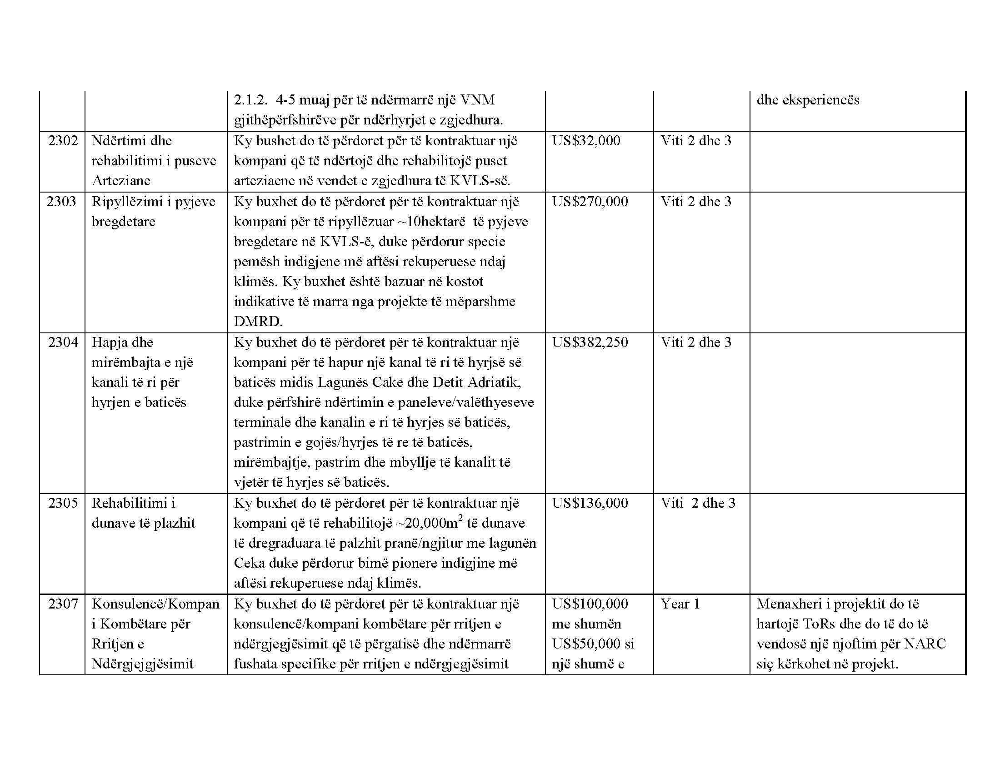 2.1.2.  4-5 muaj për të ndërmarrë një VNM
gjithëpërfshirëve për ndërhyrjet e zgjedhura.
dhe eksperiencës
2302
Ndërtimi dhe
rehabilitimi i puseve
Arteziane
Ky bushet do të përdoret për të kontraktuar një
kompani që të ndërtojë dhe rehabilitojë puset
arteziaene në vendet e zgjedhura të KVLS-së.
US$32,000
Viti 2 dhe 3
2303
Ripyllëzimi i pyjeve
bregdetare
Ky buxhet do të përdoret për të kontraktuar një
kompani për të ripyllëzuar ~10hektarë  të pyjeve
bregdetare në KVLS-ë, duke përdorur specie
pemësh indigjene më aftësi rekuperuese ndaj
klimës. Ky buxhet është bazuar në kostot
indikative të marra nga projekte të mëparshme
DMRD.
US$270,000
Viti 2 dhe 3
2304
Hapja dhe
mirëmbajta e një
kanali të ri për
hyrjen e baticës
Ky buxhet do të përdoret për të kontraktuar një
kompani për të hapur një kanal të ri të hyrjsë së
baticës midis Lagunës Cake dhe Detit Adriatik,
duke përfshirë ndërtimin e paneleve/valëthyeseve
terminale dhe kanalin e ri të hyrjes së baticës,
pastrimin e gojës/hyrjes të re të baticës,
mirëmbajtje, pastrim dhe mbyllje të kanalit të
vjetër të hyrjes së baticës.
US$382,250
Viti 2 dhe 3
2305
Rehabilitimi i
dunave të plazhit
Ky buxhet do të përdoret për të kontraktuar një
kompani që të rehabilitojë ~20,000m² të dunave
të dregraduara të palzhit pranë/ngjitur me lagunën
Ceka duke përdorur bimë pionere indigjine më
aftësi rekuperuese ndaj klimës.
US$136,000
Viti  2 dhe 3
2307
Konsulencë/Kompan
i Kombëtare për
Rritjen e
Ndërgjejgjësimit
Ky buxhet do të përdoret për të kontraktuar një
konsulencë/kompani kombëtare për rritjen e
ndërgjegjësimit që të përgatisë dhe ndërmarrë
fushata specifike për rritjen e ndërgjegjësimit
US$100,000
me shumën
US$50,000 si
një shumë e
Year 1
Menaxheri i projektit do të
hartojë ToRs dhe do të do të
vendosë një njoftim për NARC
siç kërkohet në projekt.